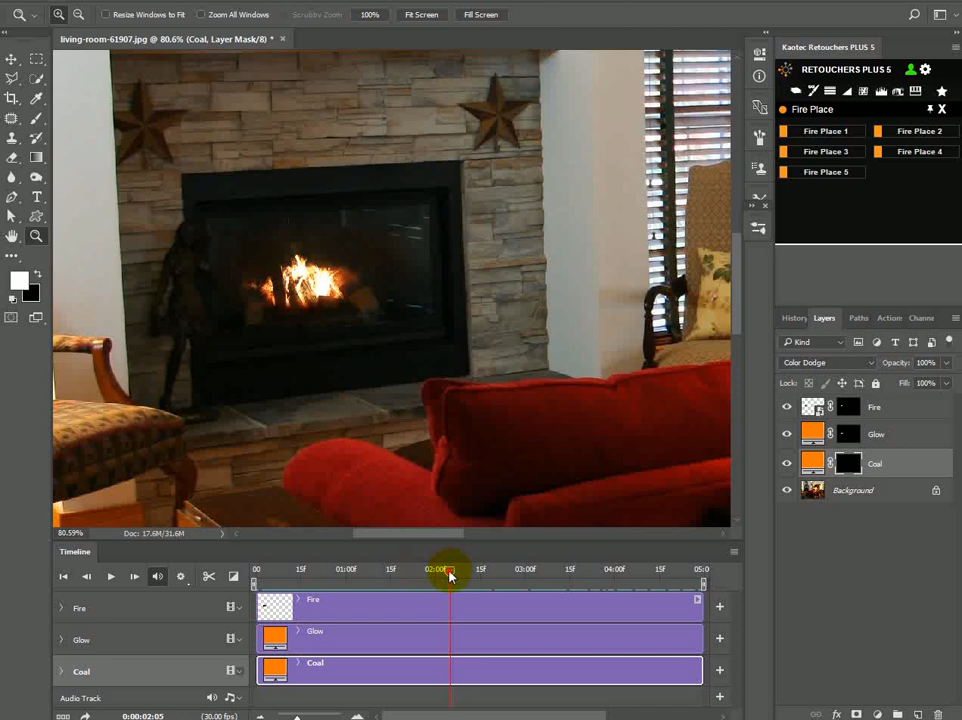 Resize Windows to Fit Zoom All Windows Scrubby Zoom 100% Fit Screen Fill Screen
living-room-61907.jpg @ 80.6% (Coal, Layer Mask/8) *
Kaotec Retouchers PLUS 5
RETOUCHERS PLUS 5
Fire Place
Fire Place 1 Fire Place 2
Fire Place 3 Fire Place 4
Fire Place 5
History Layers Paths Actions Channe
Kind
Color Dodge Opacity: 100%
Lock: Fill: 100%
Fire
Glow
Coal
Background
80.59% Doc: 17.6M/31.6M
Timeline
00 15f 01:00f 15f 02:00f 15f 03:00f 15f 04:00f 15f 05:0
Fire Fire
Glow Glow
Coal Coal
Audio Track
0:00:02:05 (30.00 fps)